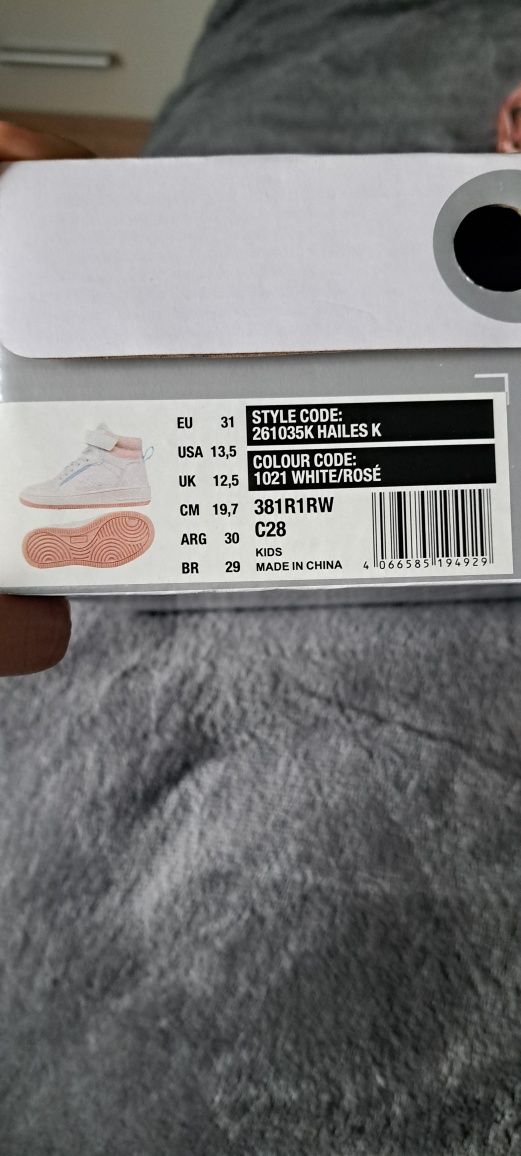 EU 31
USA 13,5
UK 12,5
CM 19,7
ARG 30
BR 29
STYLE CODE:
261035K HAILES K
COLOUR CODE:
1021 WHITE/ROSÉ
381R1RW
C28
KIDS
MADE IN CHINA
4 066585 194929